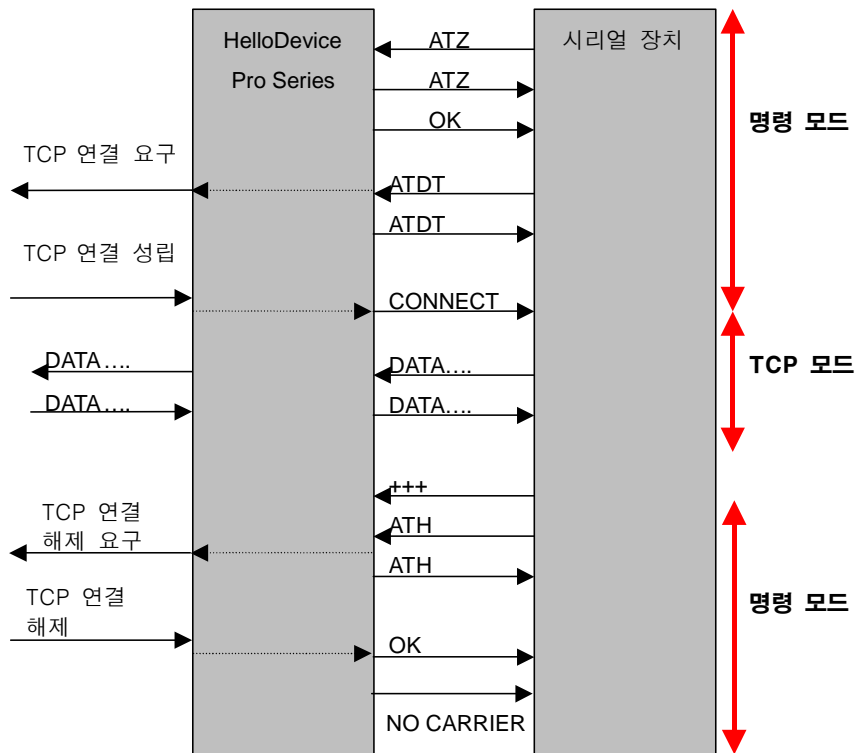 HelloDevice
Pro Series
시리얼 장치
ATZ
ATZ
OK
명령 모드
TCP 연결 요구
ATDT
ATDT
TCP 연결 성립
CONNECT
TCP 모드
DATA....
DATA....
DATA....
DATA....
+++
TCP 연결
해제 요구
ATH
ATH
TCP 연결
해제
명령 모드
OK
NO CARRIER